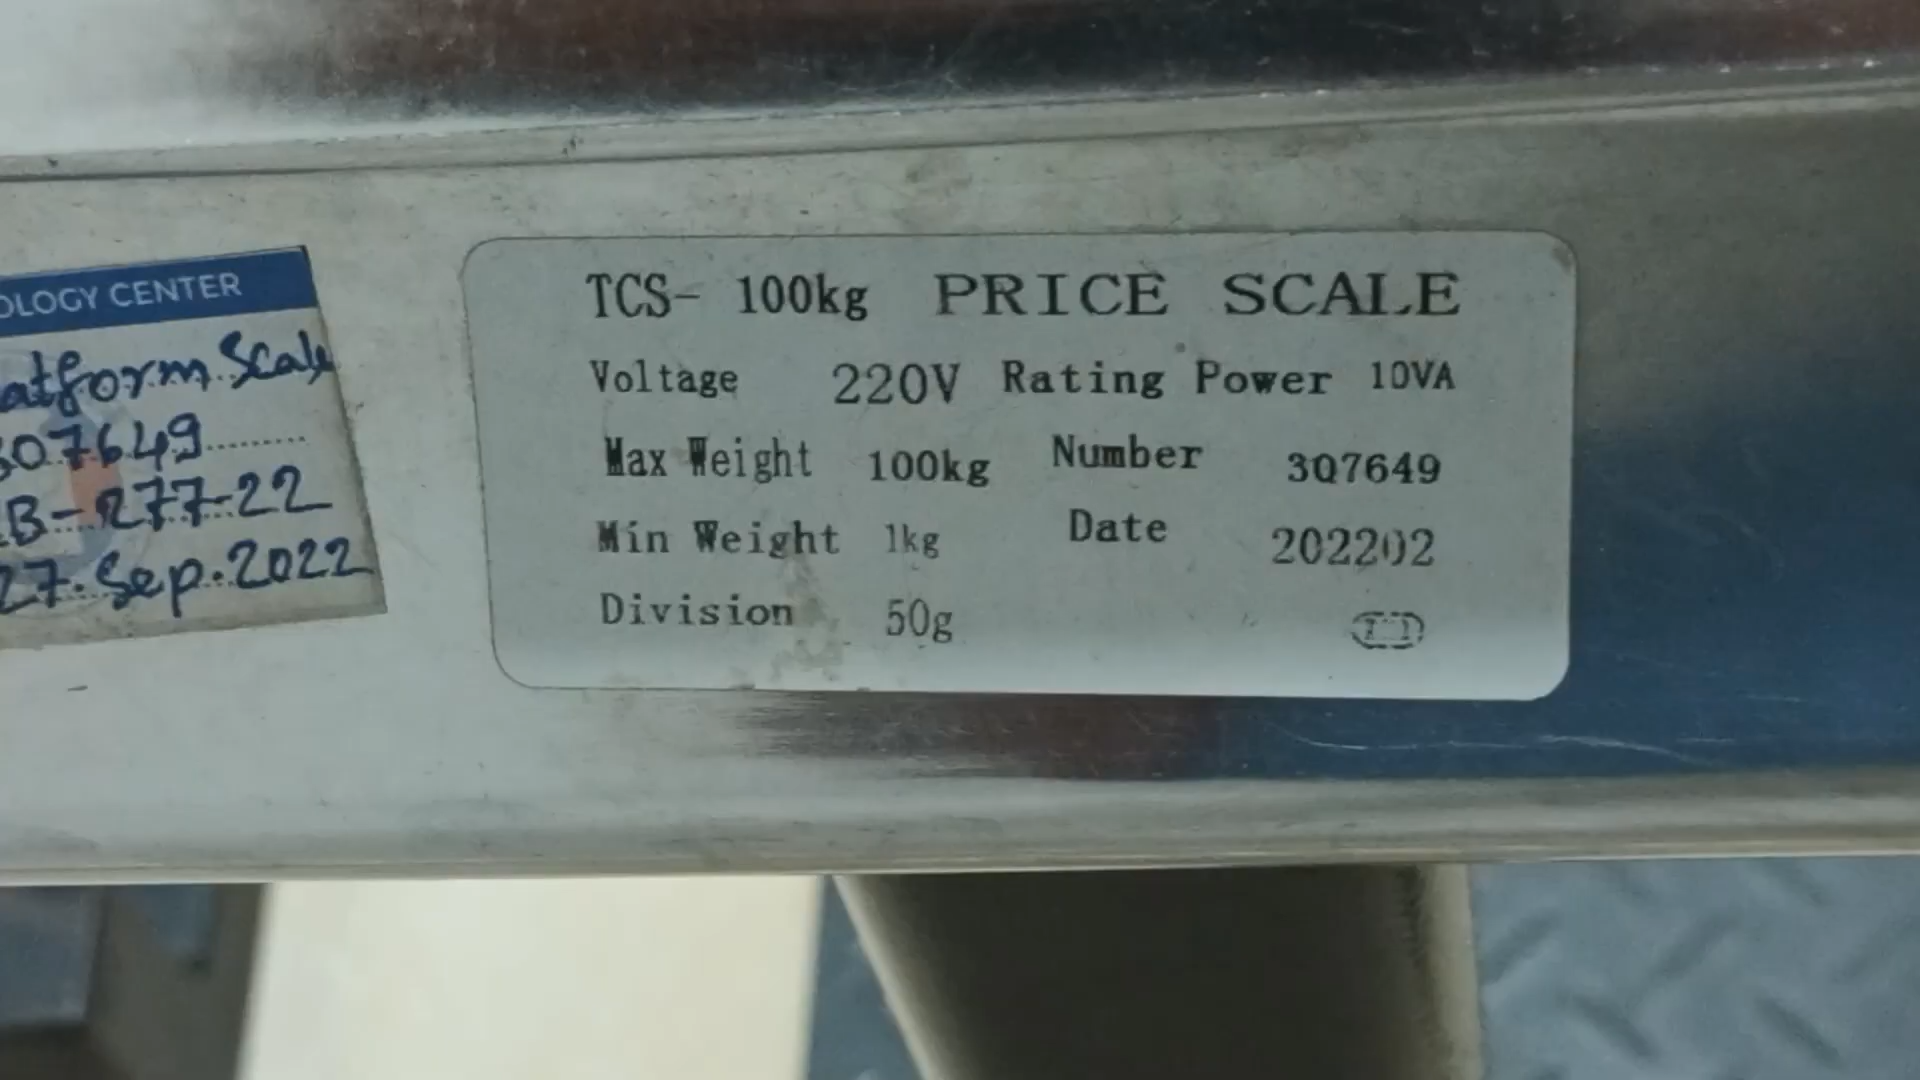 OLOGY CENTER
atform Scale
307649
B-277-22
27.Sep.2022
TCS- 100kg PRICE SCALE
Voltage 220V Rating Power 10VA
Max Weight 100kg Number 3Q7649
Min Weight 1kg Date 202202
Division 50g